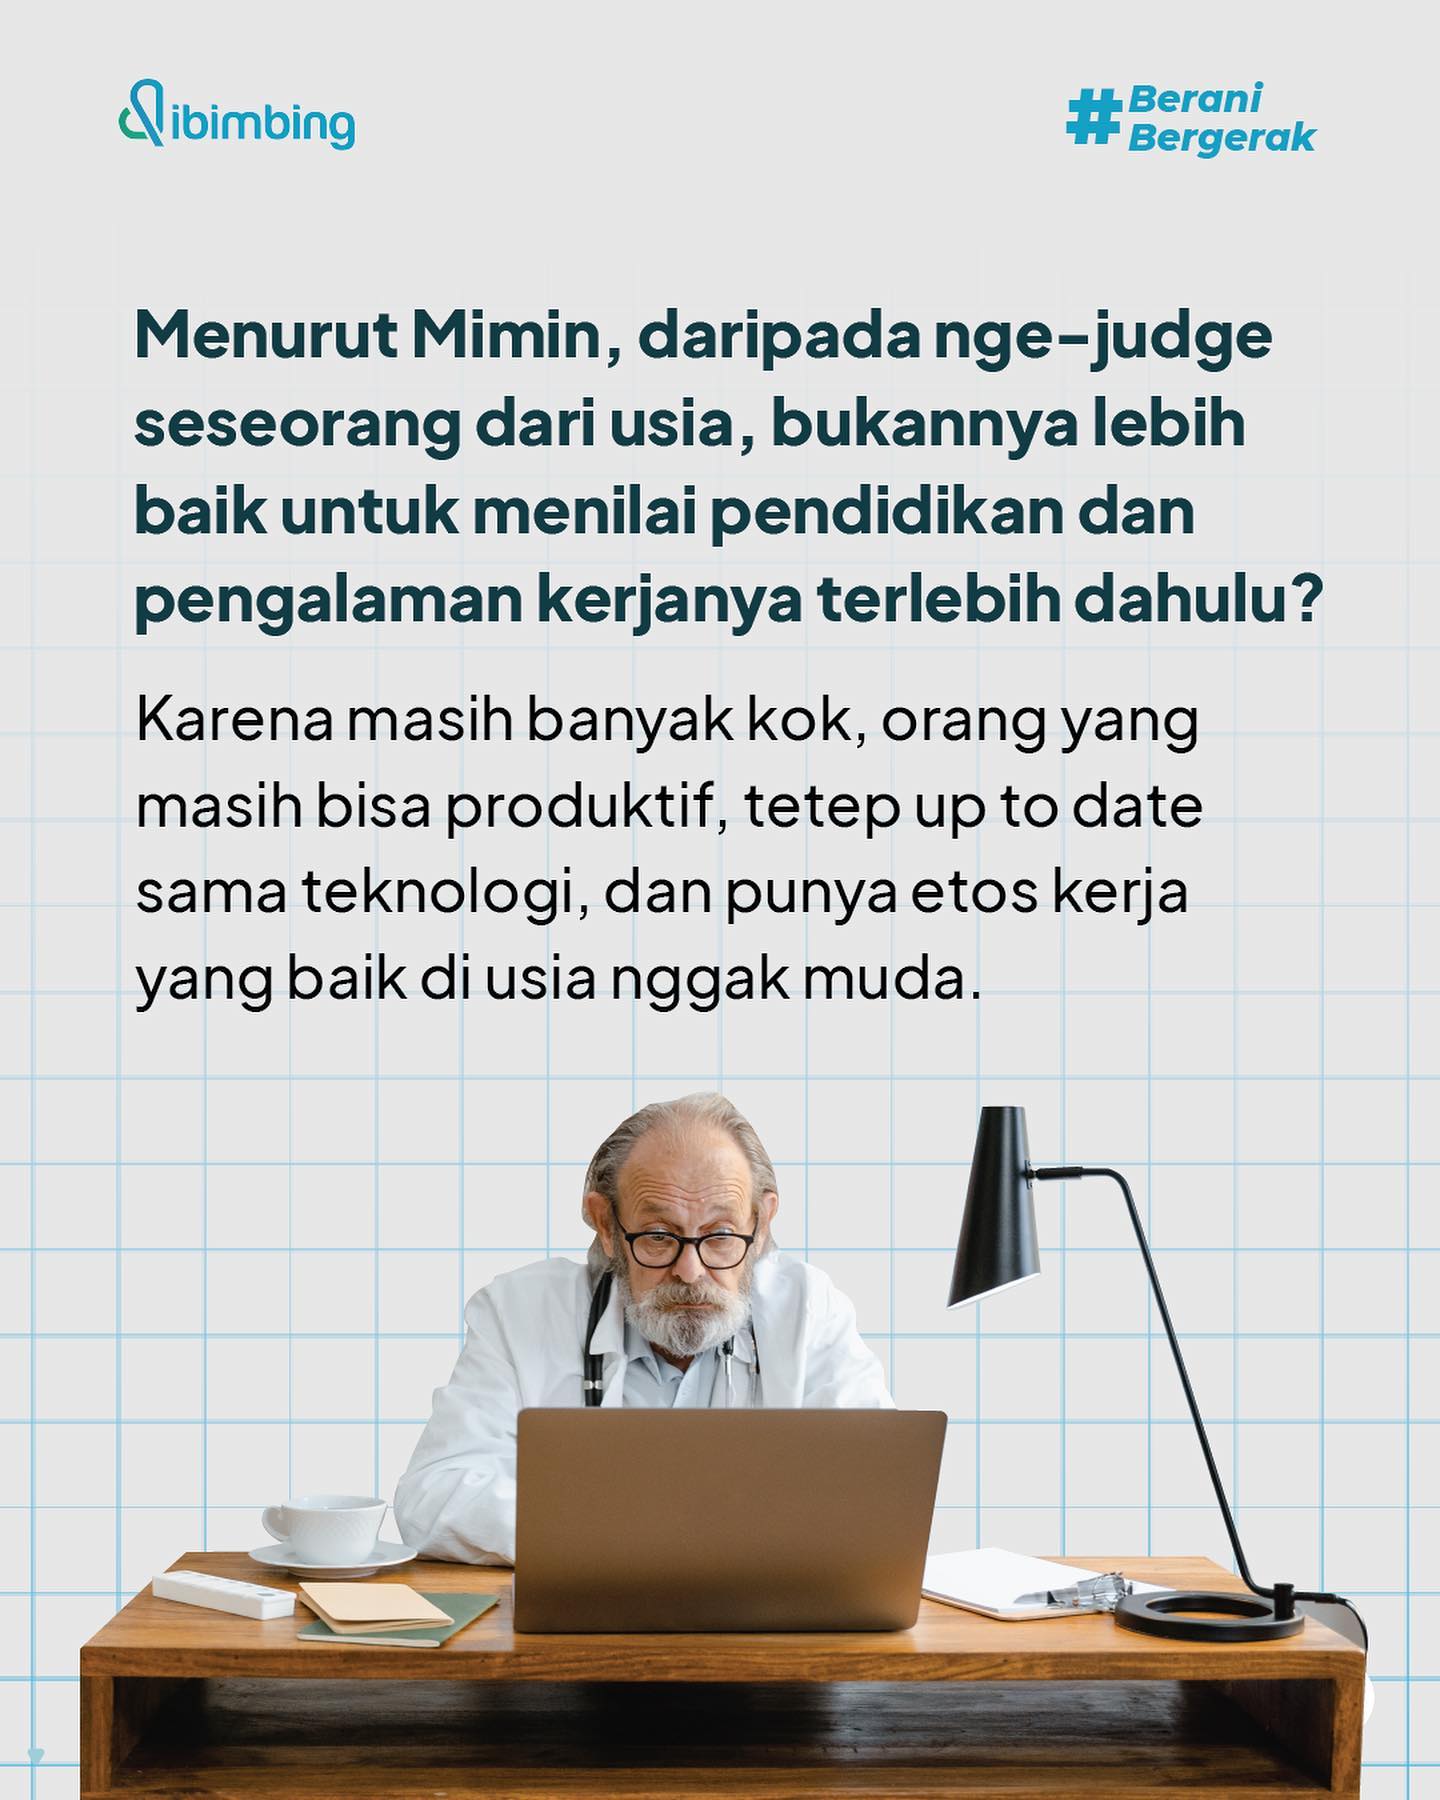 dibimbing
#Berani
Bergerak
Menurut Mimin, daripada nge-judge
seseorang dari usia, bukannya lebih
baik untuk menilai pendidikan dan
pengalaman kerjanya terlebih dahulu?
Karena masih banyak kok, orang yang
masih bisa produktif, tetep up to date
sama teknologi, dan punya etos kerja
yang baik di usia nggak muda.